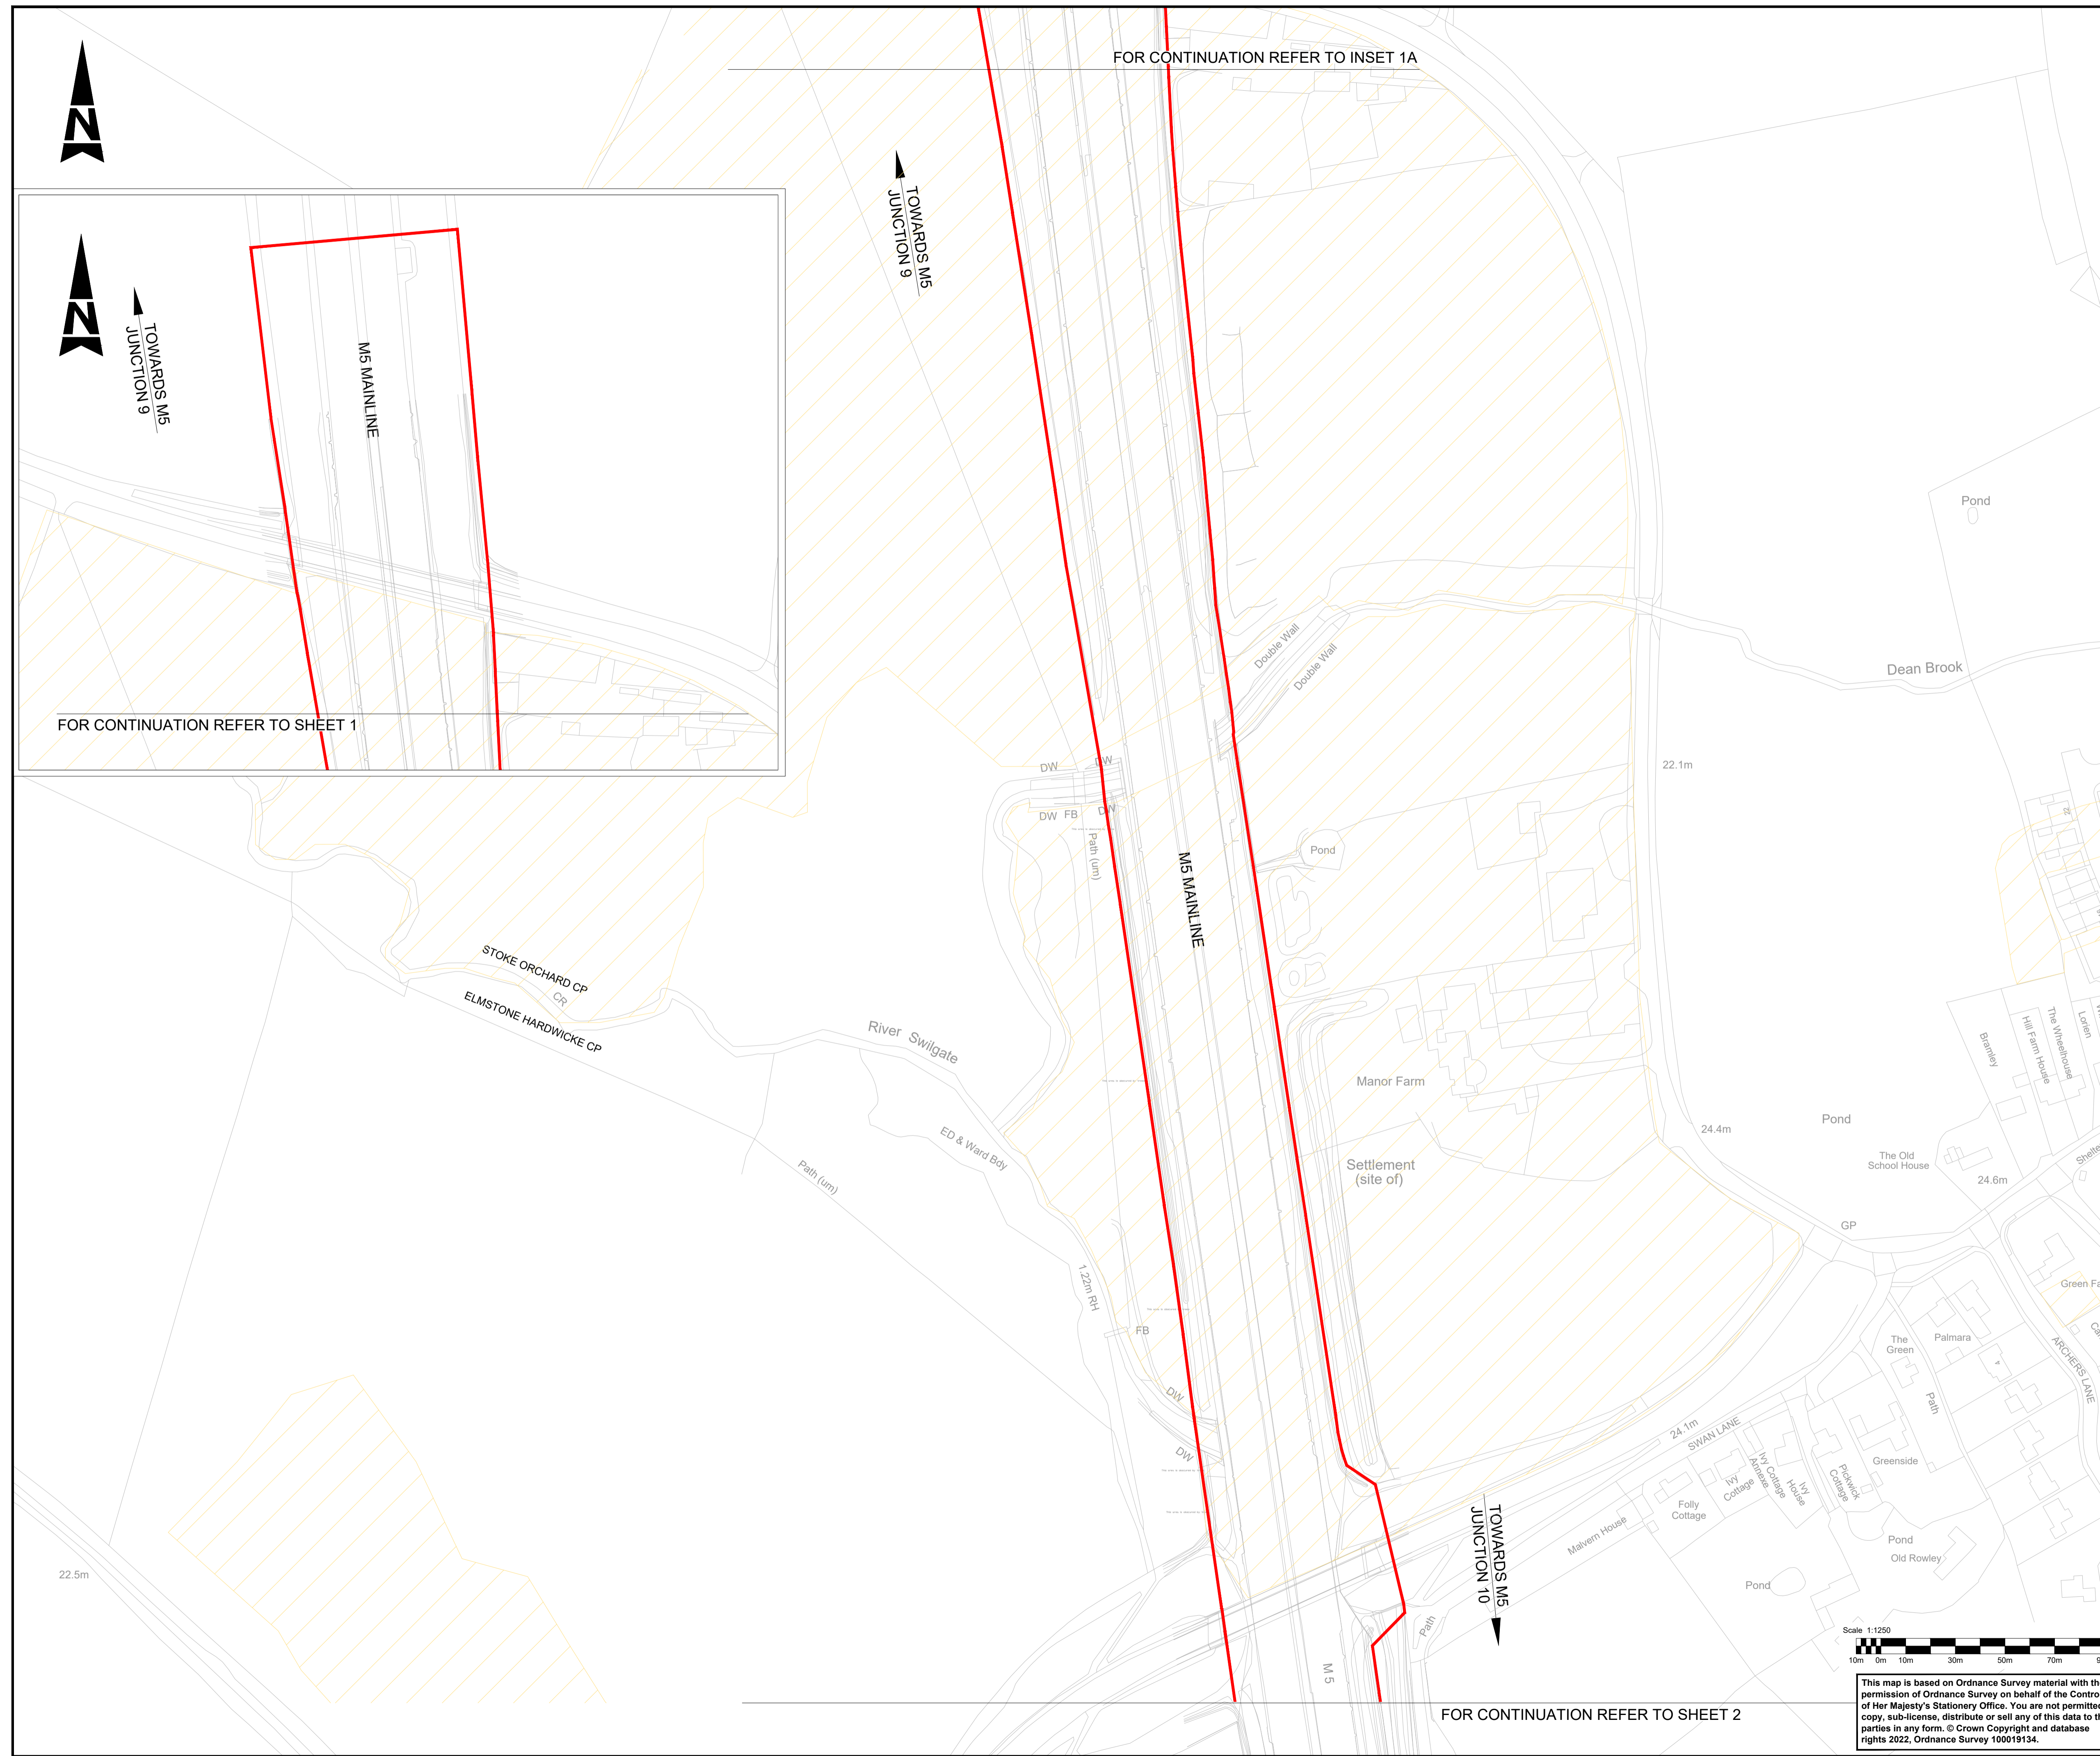 FOR CONTINUATION REFER TO INSET 1A
N
TOWARDS M5
JUNCTION 9
N
TOWARDS M5
JUNCTION 9
M5 MAINLINE
FOR CONTINUATION REFER TO SHEET 1
Pond
Double Wall
Double Wall
Dean Brook
22.1m
DW
DW
DW
FB
DW
Path (um)
Pond
M5 MAINLINE
STOKE ORCHARD CP
CR
ELMSTONE HARDWICKE CP
River Swilgate
Manor Farm
ED & Ward Bdy
Path (um)
Settlement
(site of)
24.4m
Pond
Bramley
Hill Farm House
The Wheelhouse
Lorien
The Old
School House
24.6m
GP
1.22m RH
FB
DW
DW
Green
The
Green
Palmara
4
ARCHERS LANE
Path
24.1m
SWAN LANE
Ivy
Cottage
Ivy Cottage
Annexe
Ivy
House
Pickwick
Cottage
Greenside
Folly
Cottage
Malvern House
Pond
Old Rowley
Pond
TOWARDS M5
JUNCTION 10
Path
M 5
22.5m
Scale 1:1250
10m 0m 10m 30m 50m 70m
FOR CONTINUATION REFER TO SHEET 2
This map is based on Ordnance Survey material with
permission of Ordnance Survey on behalf of the
of Her Majesty's Stationery Office. You are not
copy, sub-license, distribute or sell any of this data to
parties in any form. © Crown Copyright and database
rights 2022, Ordnance Survey 100019134.